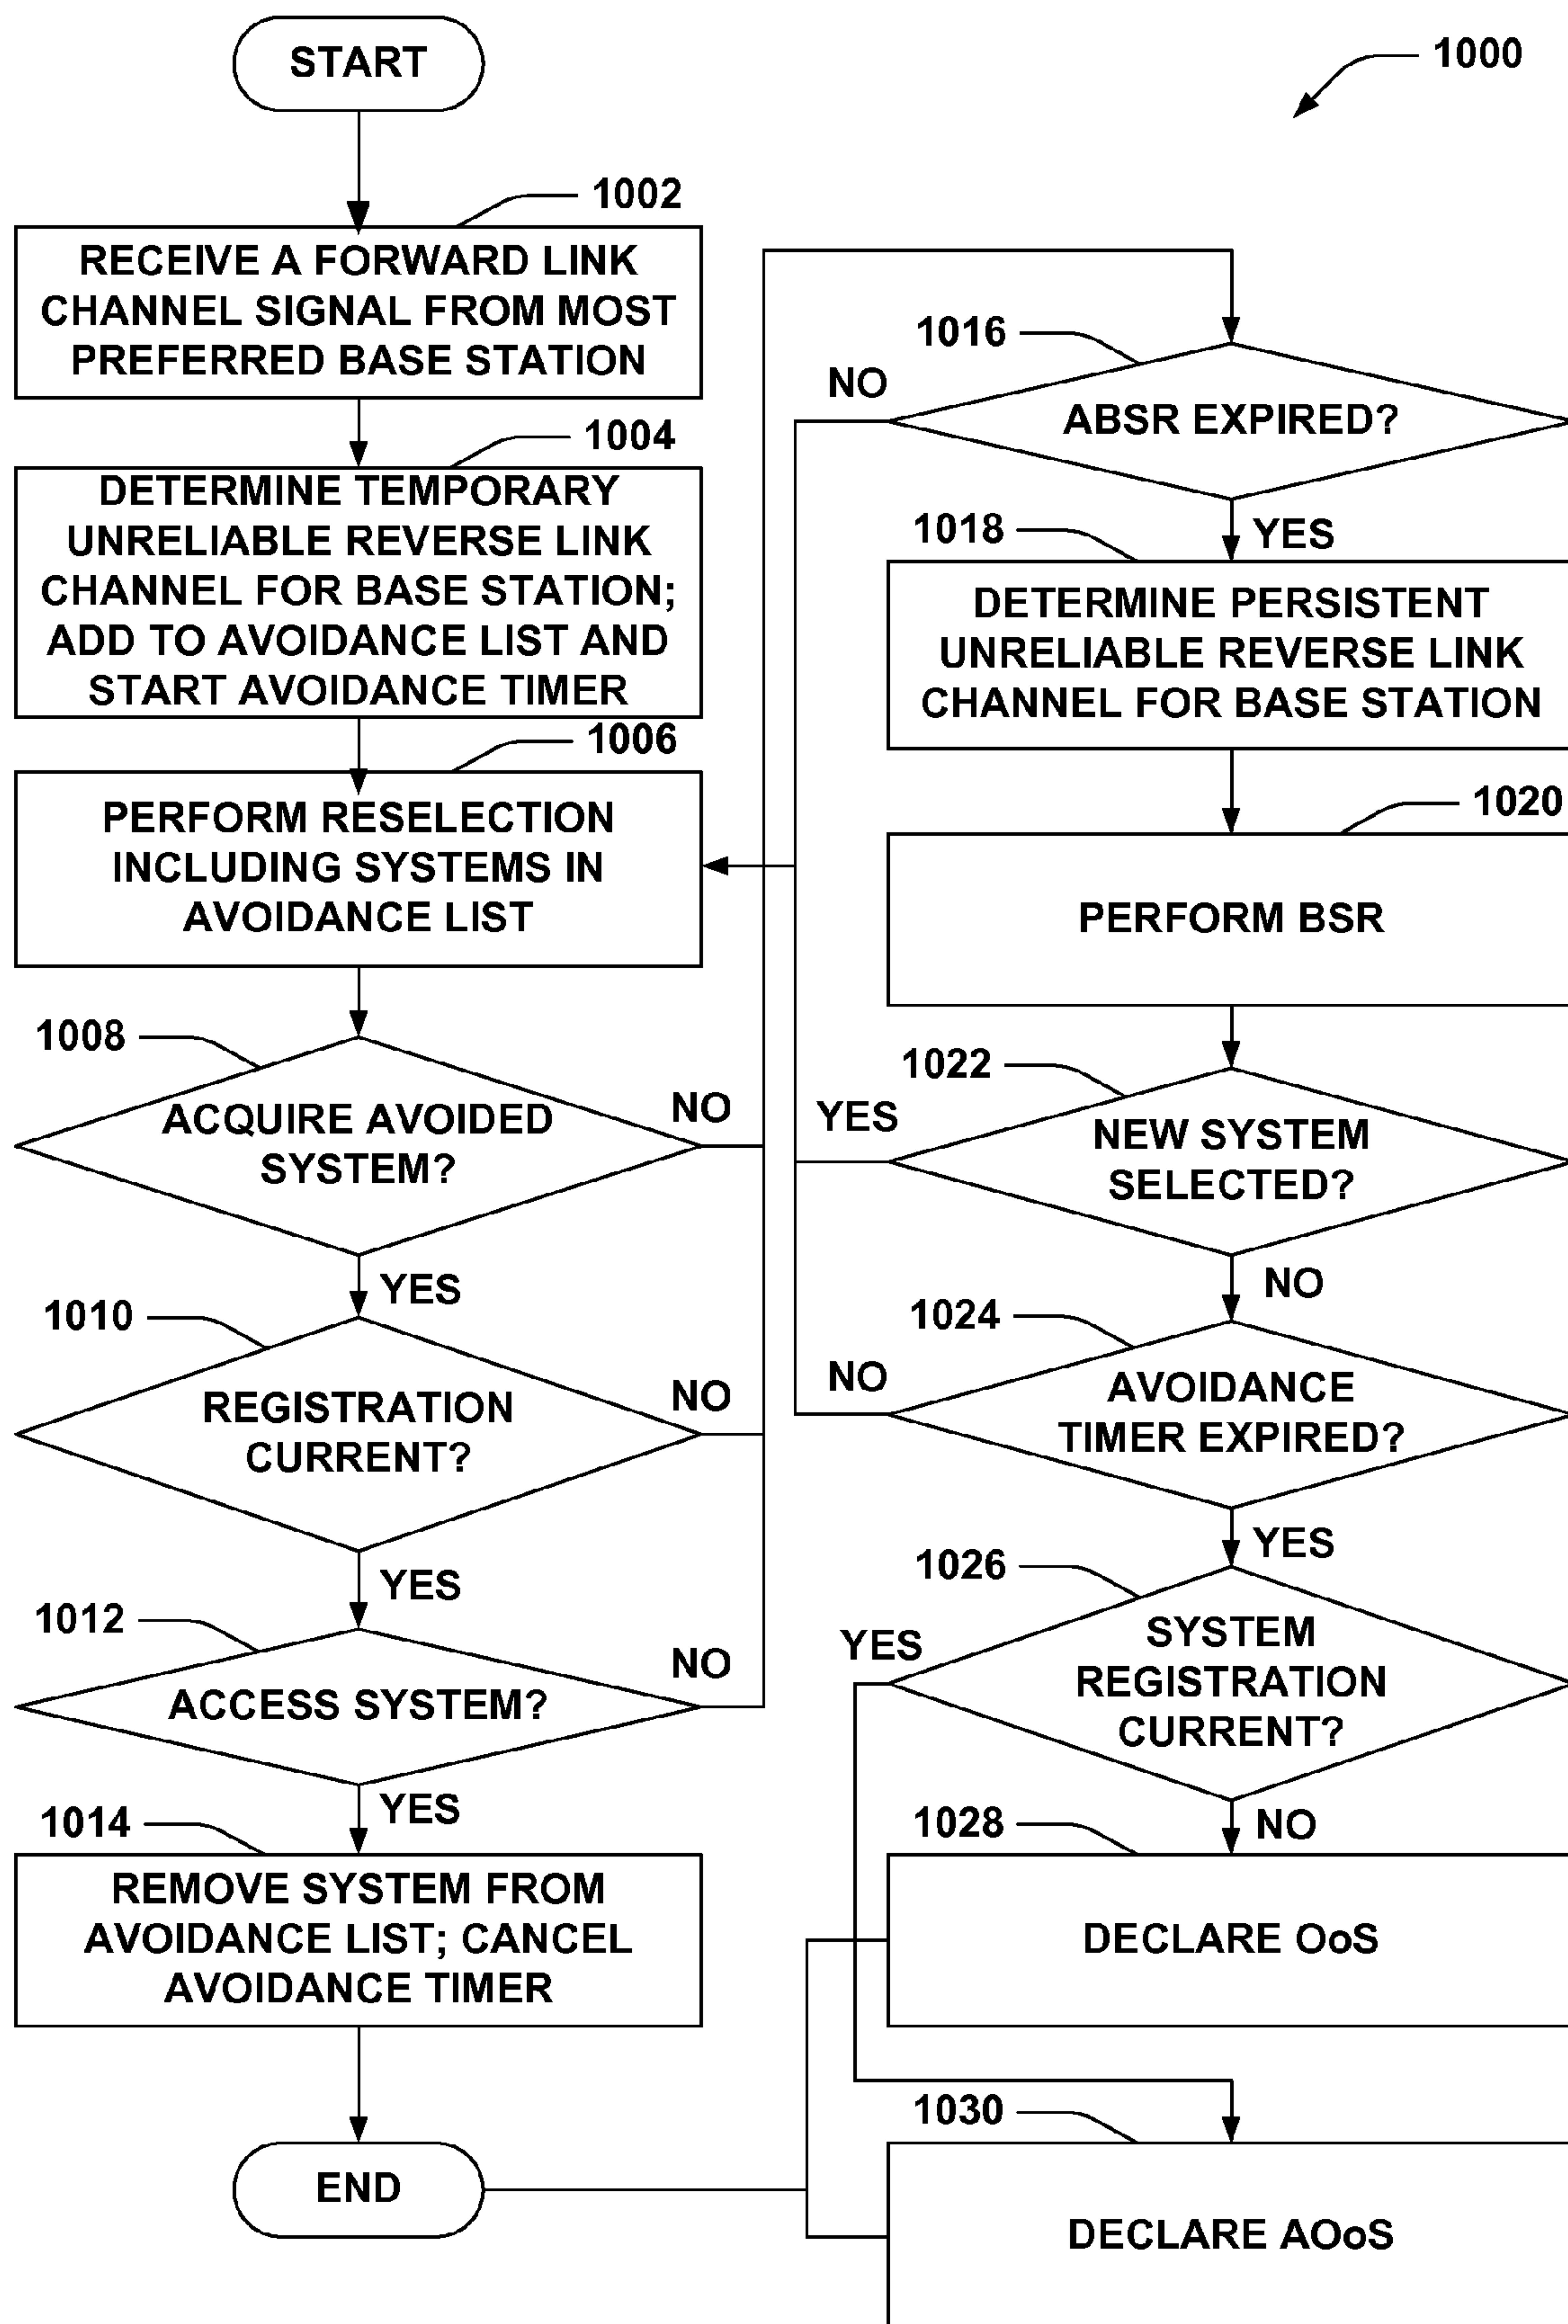 START
1000
1002
RECEIVE A FORWARD LINK
CHANNEL SIGNAL FROM MOST
PREFERRED BASE STATION
1004
DETERMINE TEMPORARY
UNRELIABLE REVERSE LINK
CHANNEL FOR BASE STATION;
ADD TO AVOIDANCE LIST AND
START AVOIDANCE TIMER
1006
PERFORM RESELECTION
INCLUDING SYSTEMS IN
AVOIDANCE LIST
1008
ACQUIRE AVOIDED
SYSTEM?
NO
YES
1010
REGISTRATION
CURRENT?
NO
YES
1012
ACCESS SYSTEM?
NO
YES
1014
REMOVE SYSTEM FROM
AVOIDANCE LIST; CANCEL
AVOIDANCE TIMER
END
1016
NO
ABSR EXPIRED?
YES
1018
DETERMINE PERSISTENT
UNRELIABLE REVERSE LINK
CHANNEL FOR BASE STATION
1020
PERFORM BSR
1022
YES
NEW SYSTEM
SELECTED?
NO
1024
NO
AVOIDANCE
TIMER EXPIRED?
YES
1026
YES
SYSTEM
REGISTRATION
CURRENT?
NO
1028
DECLARE OoS
1030
DECLARE AOoS